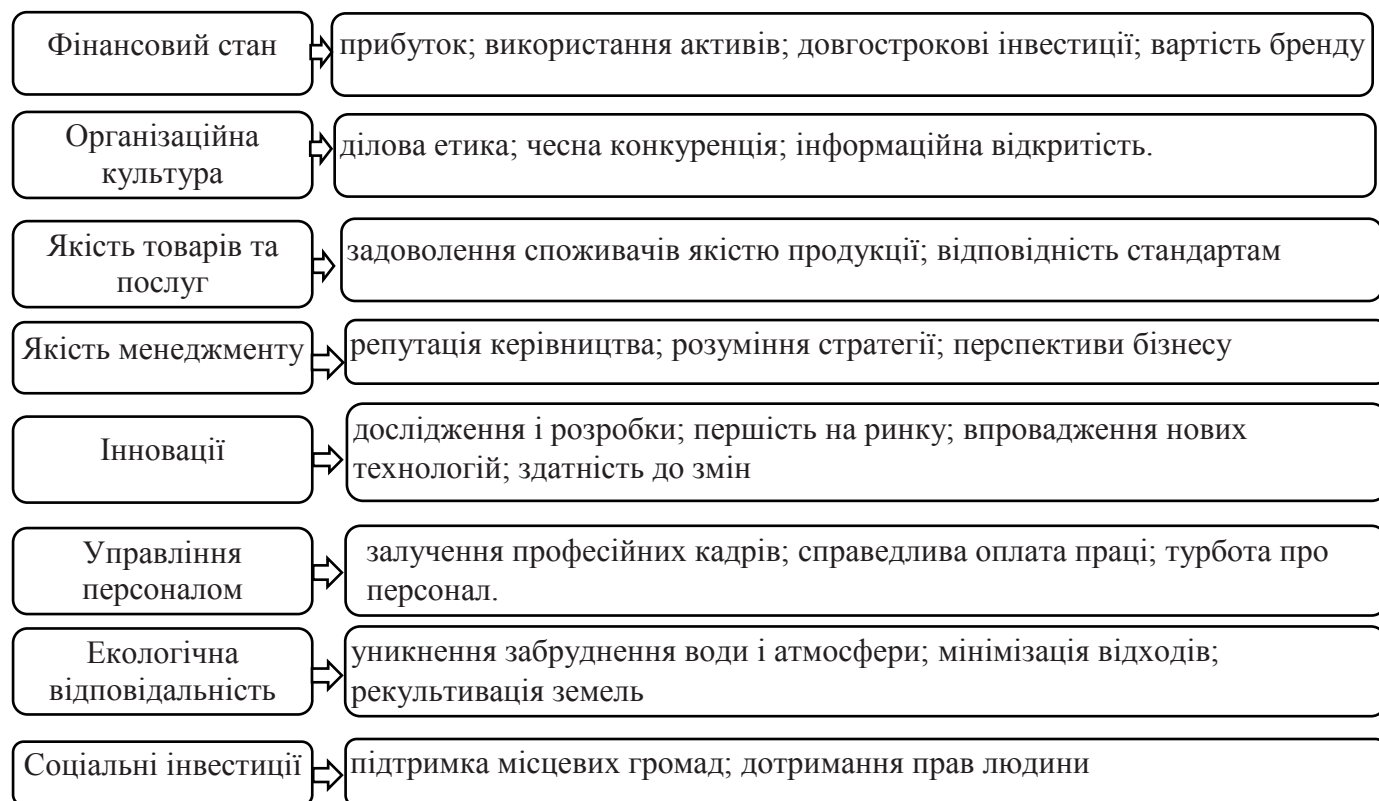 Фінансовий стан
прибуток; використання активів; довгострокові інвестиції; вартість бренду
Організаційна
культура
ділова етика; чесна конкуренція; інформаційна відкритість.
Якість товарів та
послуг
задоволення споживачів якістю продукції; відповідність стандартам
Якість менеджменту
репутація керівництва; розуміння стратегії; перспективи бізнесу
Інновації
дослідження і розробки; першість на ринку; впровадження нових
технологій; здатність до змін
Управління
персоналом
залучення професійних кадрів; справедлива оплата праці; турбота про
персонал.
Екологічна
відповідальність
уникнення забруднення води і атмосфери; мінімізація відходів;
рекультивація земель
Соціальні інвестиції
підтримка місцевих громад; дотримання прав людини